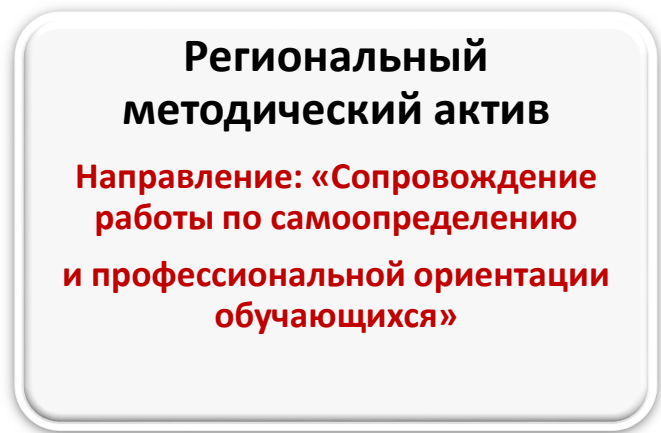 Региональный
методический актив
Направление: «Сопровождение
работы по самоопределению
и профессиональной ориентации
обучающихся»